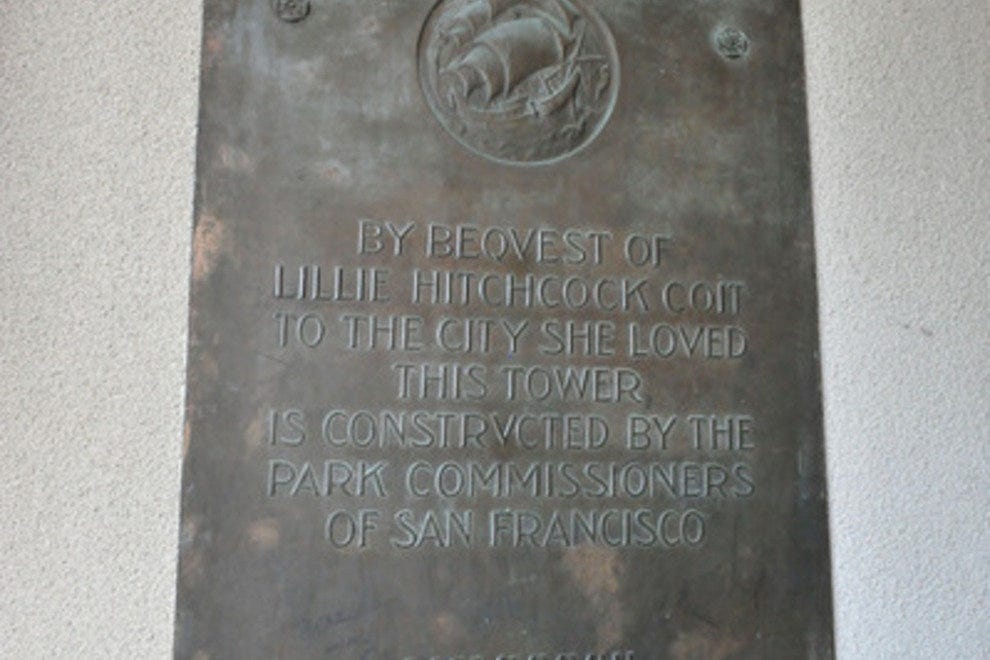 BY BEQVEST OF
LILLIE HITCHCOCK COIT
TO THE CITY SHE LOVED
THIS TOWER,
IS CONSTRVCTED BY THE
PARK COMMISSIONERS
OF SAN FRANCISCO